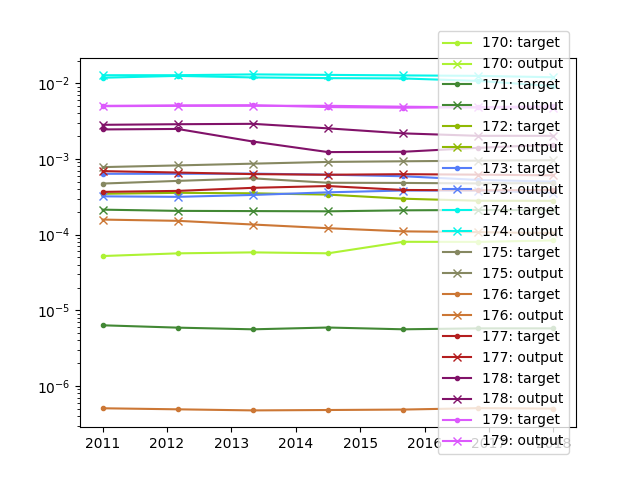 10⁻²
10⁻³
10⁻⁴
10⁻⁵
10⁻⁶
2011 2012 2013 2014 2015 2016 2017 2018
170: target
170: output
171: target
171: output
172: target
172: output
173: target
173: output
174: target
174: output
175: target
175: output
176: target
176: output
177: target
177: output
178: target
178: output
179: target
179: output